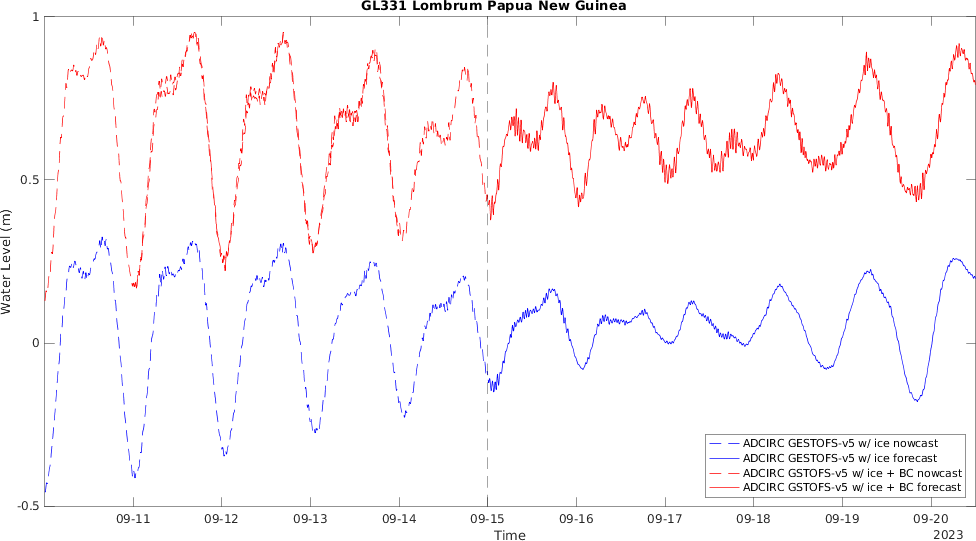 GL331 Lombrum Papua New Guinea
1
0.5
0
-0.5
Water Level (m)
ADCIRC GESTOFS-v5 w/ ice nowcast
ADCIRC GESTOFS-v5 w/ ice forecast
ADCIRC GSTOFS-v5 w/ ice + BC nowcast
ADCIRC GSTOFS-v5 w/ ice + BC forecast
09-11 09-12 09-13 09-14 09-15 09-16 09-17 09-18 09-19 09-20
Time
2023